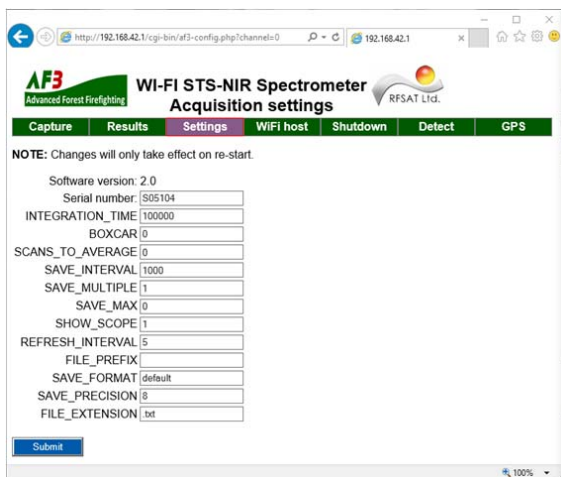 http://192.168.42.1/cgi-bin/af3-config.php?channel=0
192.168.42.1
AF3
Advanced Forest Firefighting
WI-FI STS-NIR Spectrometer
Acquisition settings
RFSAT Ltd.
Capture Results Settings WiFi host Shutdown Detect GPS
NOTE: Changes will only take effect on re-start.
Software version: 2.0
Serial number: S05104
INTEGRATION_TIME 100000
BOXCAR 0
SCANS_TO_AVERAGE 0
SAVE_INTERVAL 1000
SAVE_MULTIPLE 1
SAVE_MAX 0
SHOW_SCOPE 1
REFRESH_INTERVAL 5
FILE_PREFIX
SAVE_FORMAT default
SAVE_PRECISION 8
FILE_EXTENSION .txt
Submit
100%